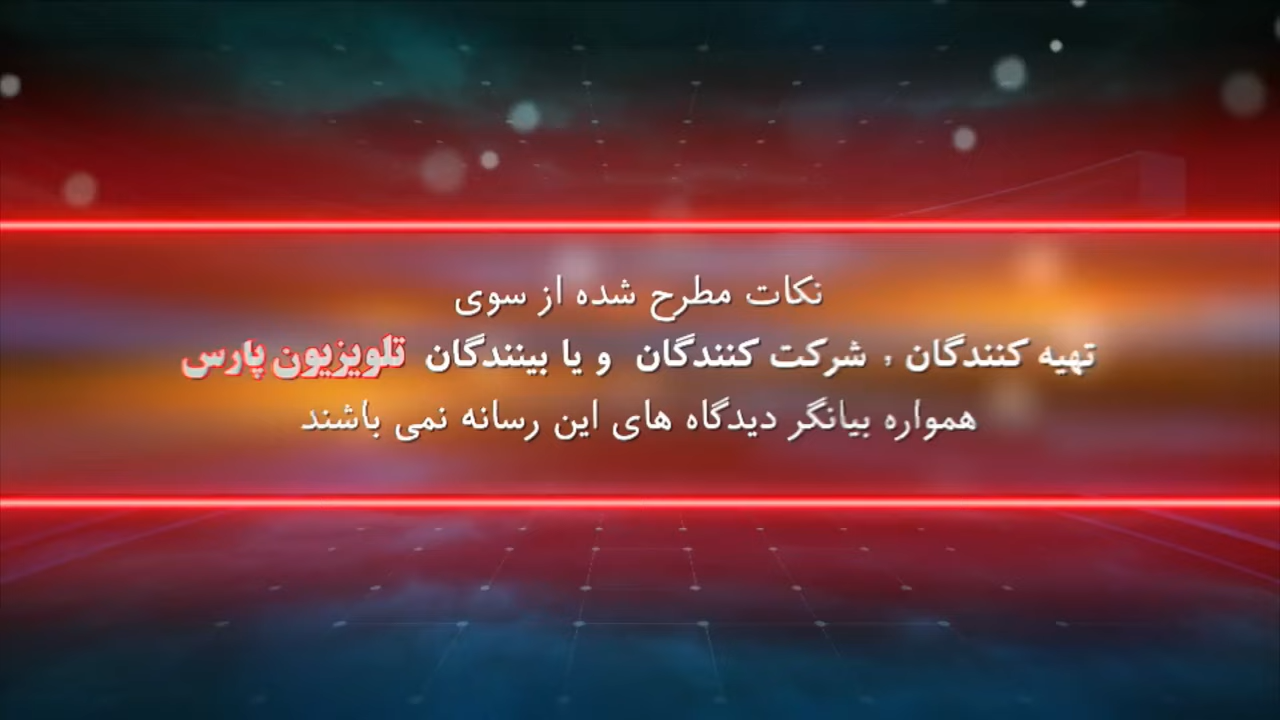 نکات مطرح شده از سوی
تهیه کنندگان , شرکت کنندگان و یا بینندگان تلویزیون پارس
همواره بیانگر دیدگاه های این رسانه نمی باشند